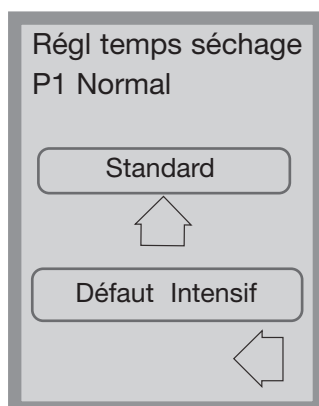 Régl temps séchage
P1 Normal
Standard
Défaut Intensif